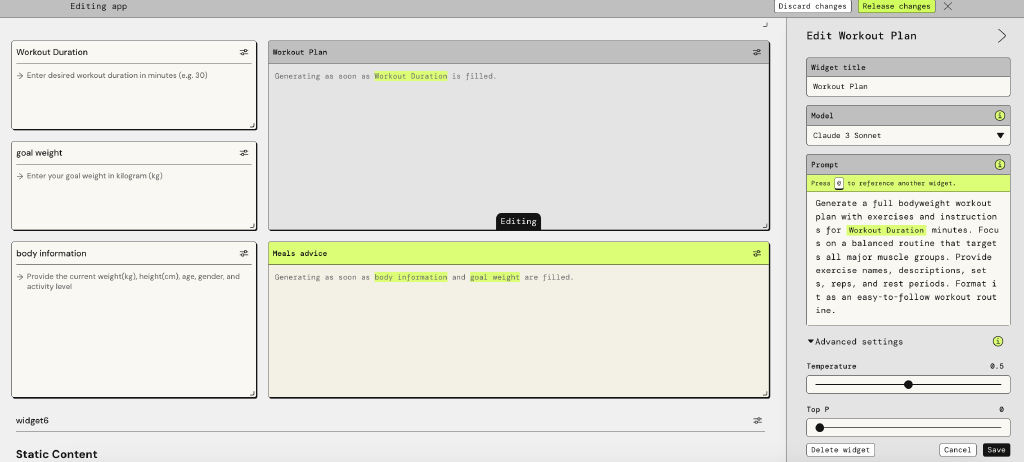 Editing app
Discard changes
Release changes
Workout Duration
→ Enter desired workout duration in minutes (e.g. 30)
goal weight
→ Enter your goal weight in kilogram (kg)
body information
→ Provide the current weight(kg), height(cm), age, gender, and
activity level
Workout Plan
Generating as soon as Workout Duration is filled.
Editing
Meals advice
Generating as soon as body information and goal weight are filled.
widget6
Static Content
Edit Workout Plan
Widget title
Workout Plan
Model
i
Claude 3 Sonnet
Prompt
i
Press @ to reference another widget.
Generate a full bodyweight workout
plan with exercises and instruction
s for Workout Duration minutes. Focu
s on a balanced routine that target
s all major muscle groups. Provide
exercise names, descriptions, set
s, reps, and rest periods. Format i
t as an easy-to-follow workout rout
ine.
Advanced settings
i
Temperature 0.5
Top P 0
Delete widget
Cancel
Save